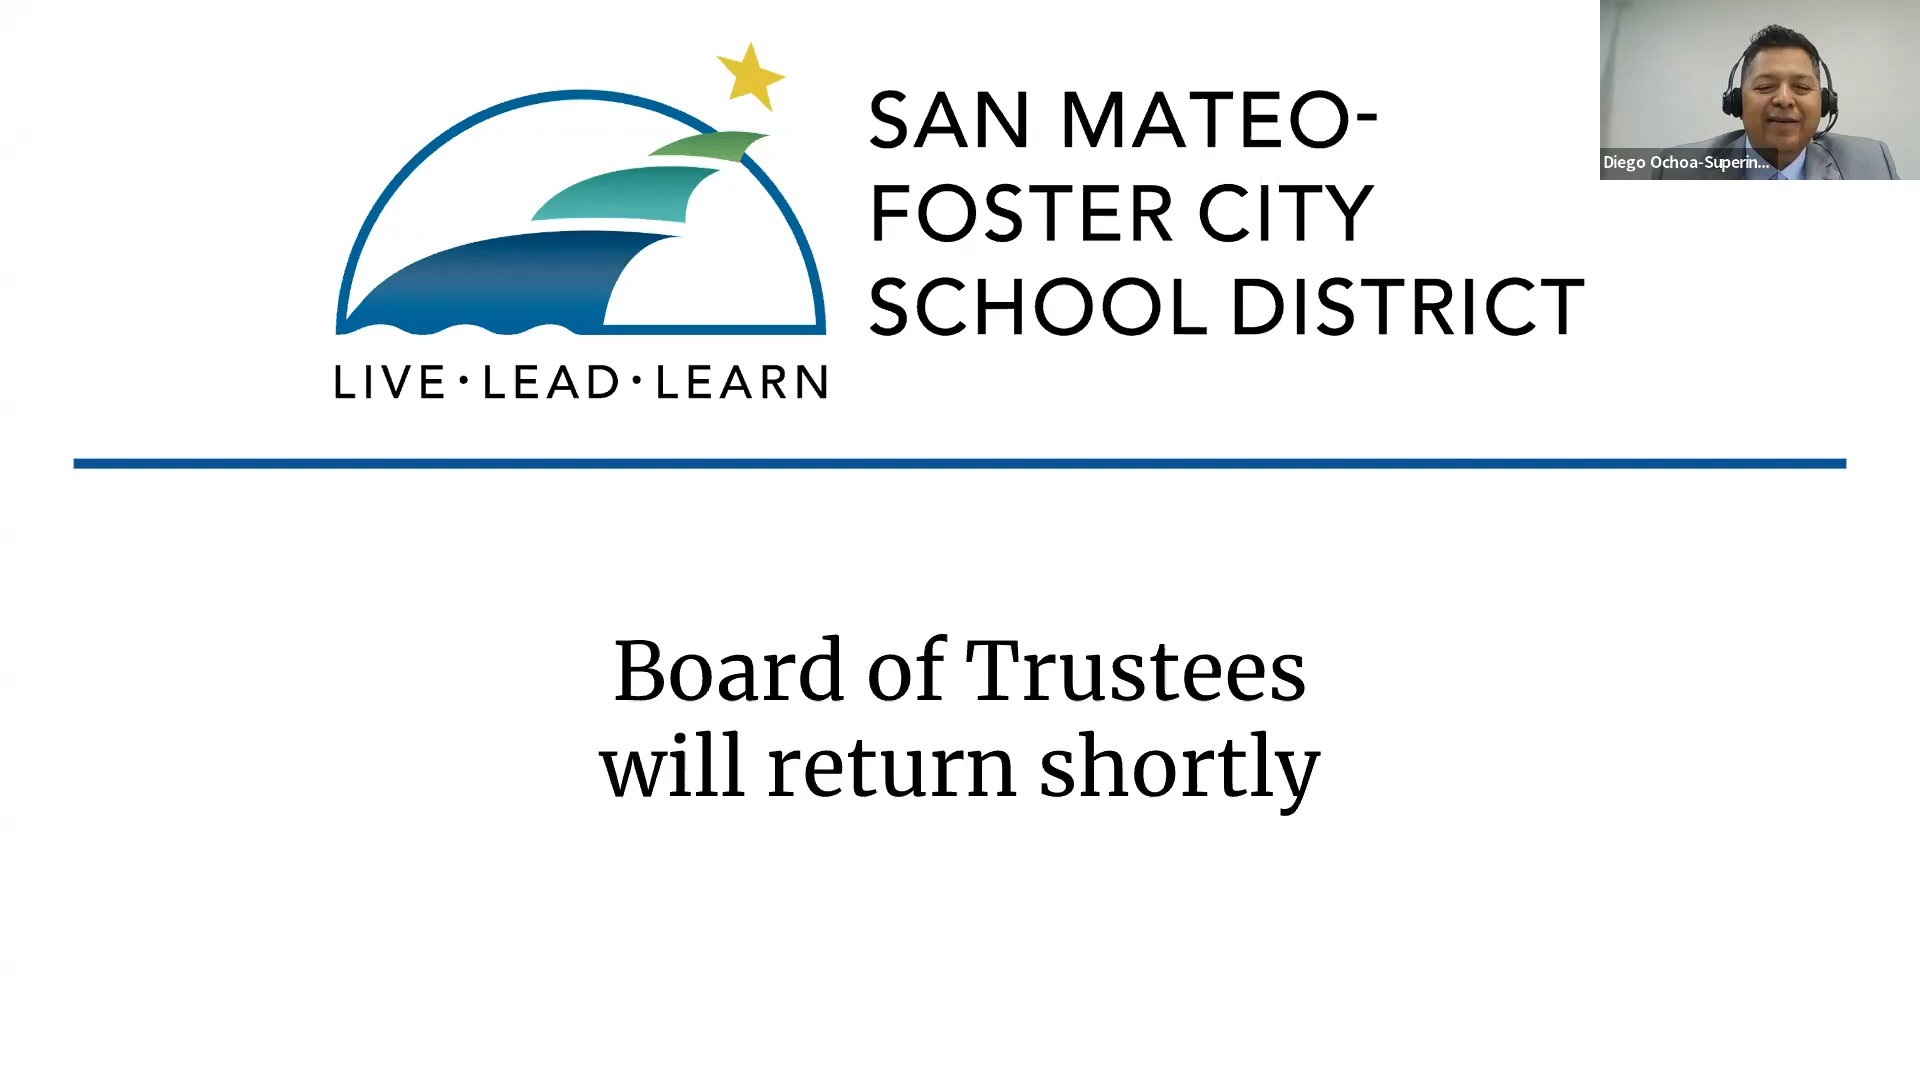 SAN MATEO-
FOSTER CITY
SCHOOL DISTRICT
LIVE·LEAD·LEARN
Diego Ochoa-Superin...
Board of Trustees
will return shortly